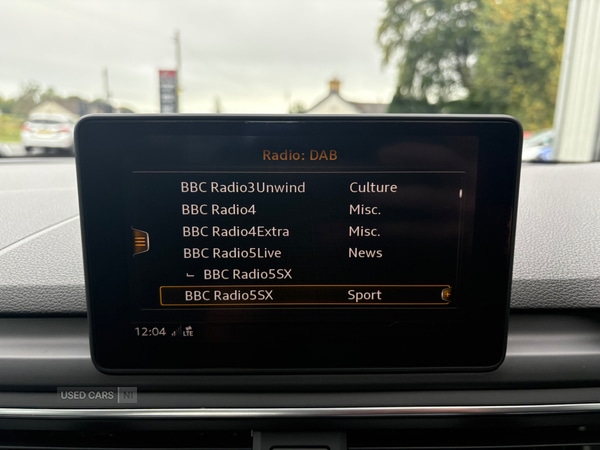 Radio: DAB
BBC Radio3Unwind Culture
BBC Radio4 Misc.
BBC Radio4Extra Misc.
BBC Radio5Live News
BBC Radio5SX
BBC Radio5SX Sport
12:04 LTE
USED CARS NI